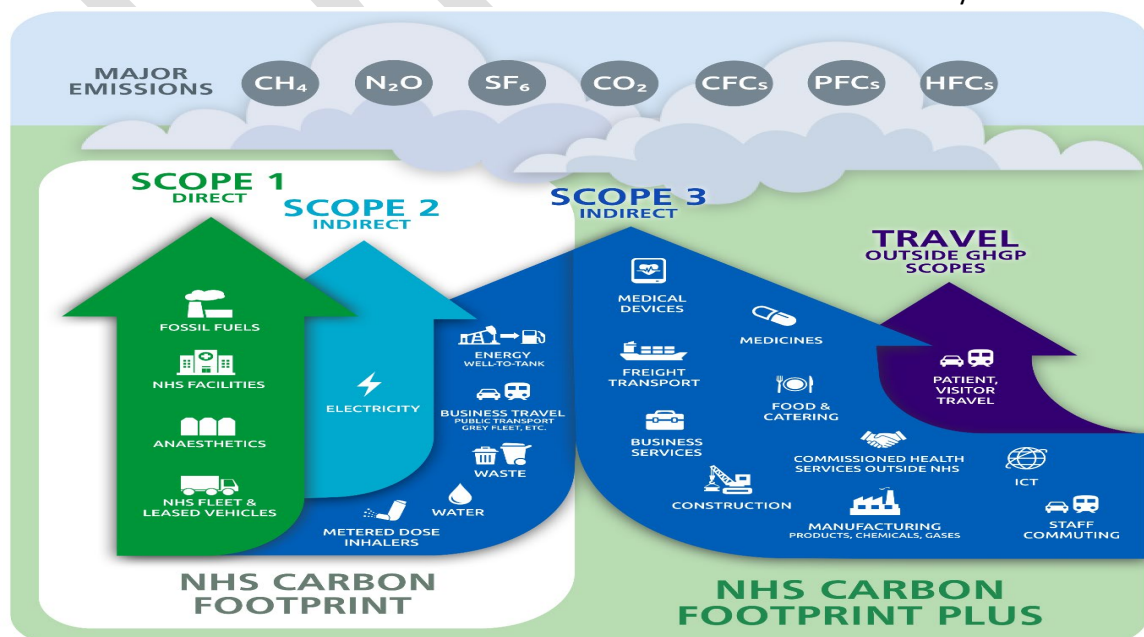 MAJOR
EMISSIONS
CH₄
N₂O
SF₆
CO₂
CFCs
PFCs
HFCs
SCOPE 1
DIRECT
SCOPE 2
INDIRECT
SCOPE 3
INDIRECT
TRAVEL
OUTSIDE GHGP
SCOPES
FOSSIL FUELS
NHS FACILITIES
ANAESTHETICS
NHS FLEET &
LEASED VEHICLES
ELECTRICITY
ENERGY
WELL-TO-TANK
BUSINESS TRAVEL
PUBLIC TRANSPORT
GREY FLEET, ETC.
WASTE
WATER
METERED DOSE
INHALERS
MEDICAL
DEVICES
MEDICINES
FREIGHT
TRANSPORT
FOOD &
CATERING
BUSINESS
SERVICES
COMMISSIONED HEALTH
SERVICES OUTSIDE NHS
CONSTRUCTION
MANUFACTURING
PRODUCTS, CHEMICALS, GASES
ICT
STAFF
COMMUTING
PATIENT,
VISITOR
TRAVEL
NHS CARBON
FOOTPRINT
NHS CARBON
FOOTPRINT PLUS